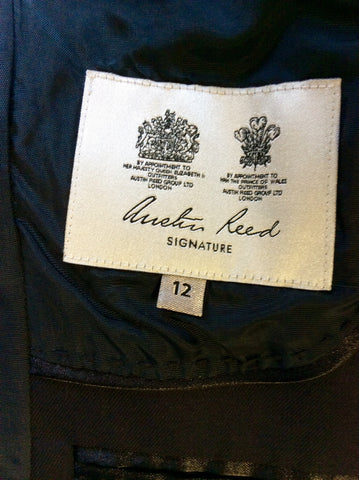 BY APPOINTMENT TO
HER MAJESTY QUEEN ELIZABETH II
OUTFITTERS
AUSTIN REED GROUP LTD
LONDON
BY APPOINTMENT TO
HRH THE PRINCE OF WALES
OUTFITTERS
AUSTIN REED GROUP LTD
LONDON
Austin Reed
SIGNATURE
12